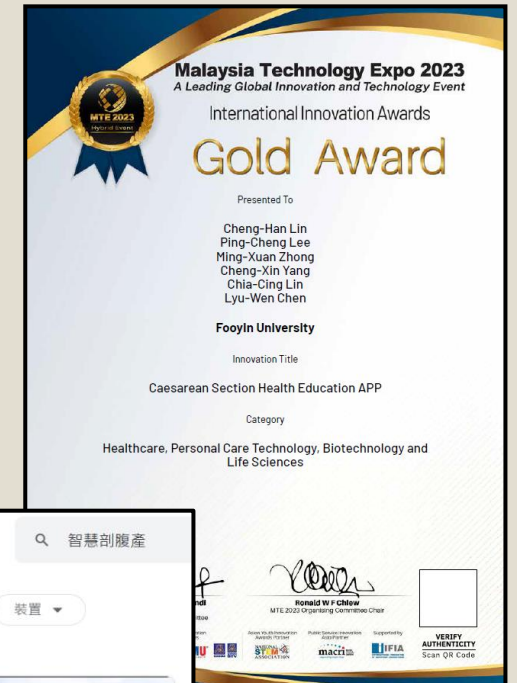 MTE 2023
Hybrid Event
Malaysia Technology Expo 2023
A Leading Global Innovation and Technology Event
International Innovation Awards
Gold Award
Presented To
Cheng-Han Lin
Ping-Cheng Lee
Ming-Xuan Zhong
Cheng-Xin Yang
Chia-Cing Lin
Lyu-Wen Chen
Fooyin University
Innovation Title
Caesarean Section Health Education APP
Category
Healthcare, Personal Care Technology, Biotechnology and
Life Sciences
智慧剖腹產
裝置
Ronald W F Chiew
MTE 2023 Organising Committee Chair
Supported by
STEM
ASSOCIATION
macri
IFIA
VERIFY
AUTHENTICITY
Scan QR Code